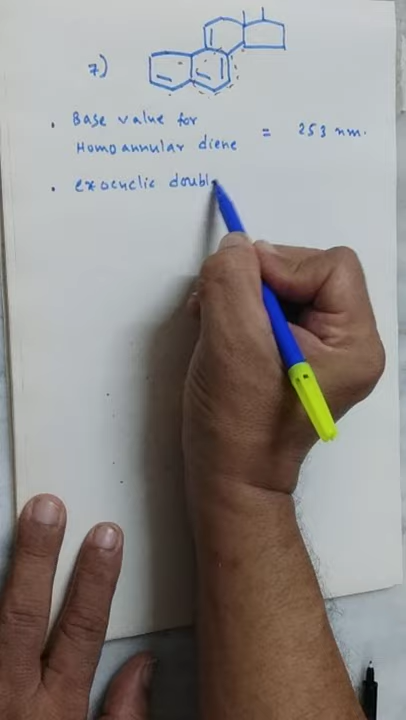 7)
. Base value for
Homoannular diene = 253 nm.
. exocyclic doubl